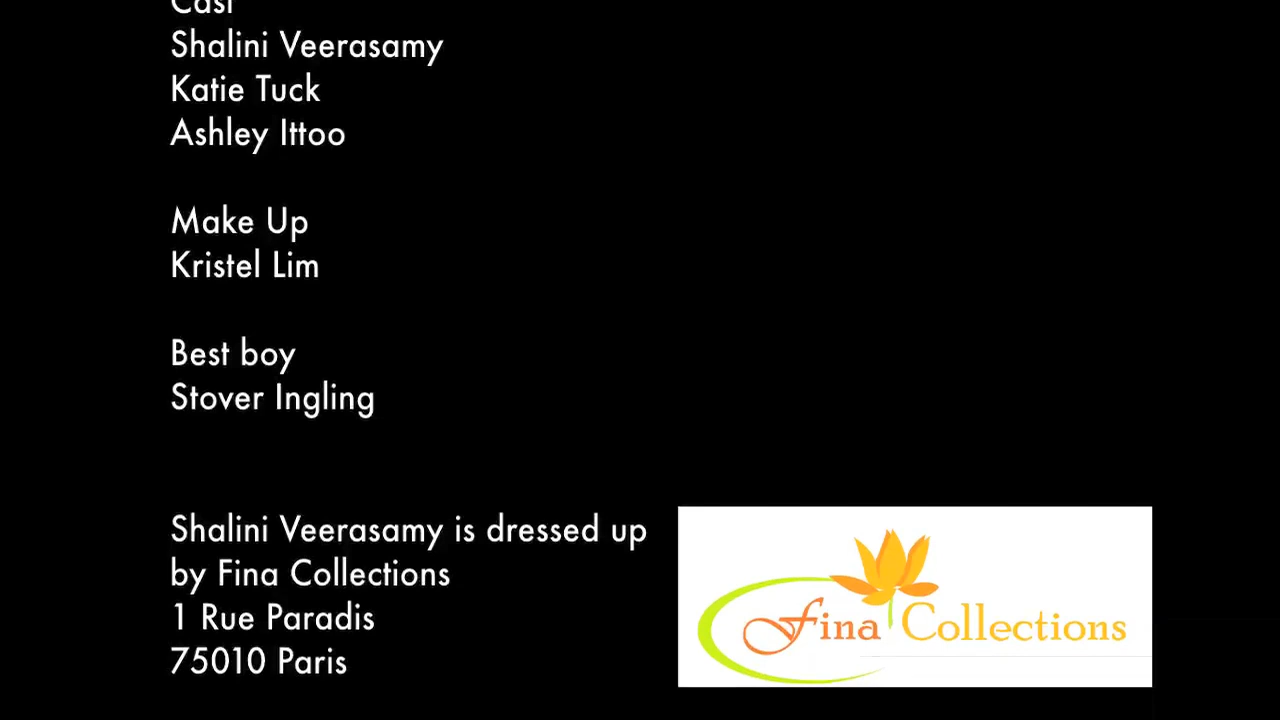 Cast
Shalini Veerasamy
Katie Tuck
Ashley Ittoo
Make Up
Kristel Lim
Best boy
Stover Ingling
Shalini Veerasamy is dressed up
by Fina Collections
1 Rue Paradis
75010 Paris
Fina Collections